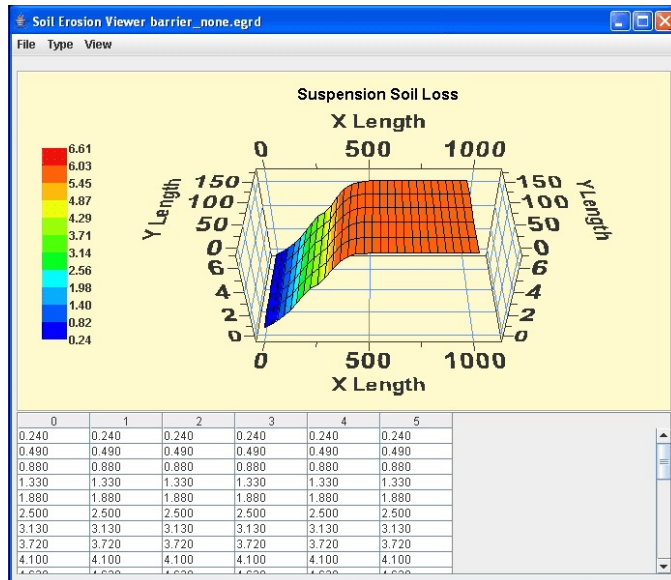 Soil Erosion Viewer barrier_none.egrd
File Type View
Suspension Soil Loss
X Length
0 500 1000
6.61
6.03
5.45
4.87
4.29
3.71
3.14
2.56
1.98
1.40
0.82
0.24
Y Length
150
100
50
0
6
4
2
0
150
100
50
0
6
4
2
0
Y Length
0 500 1000
X Length
0 1 2 3 4 5
0.240 0.240 0.240 0.240 0.240 0.240
0.490 0.490 0.490 0.490 0.490 0.490
0.880 0.880 0.880 0.880 0.880 0.880
1.330 1.330 1.330 1.330 1.330 1.330
1.880 1.880 1.880 1.880 1.880 1.880
2.500 2.500 2.500 2.500 2.500 2.500
3.130 3.130 3.130 3.130 3.130 3.130
3.720 3.720 3.720 3.720 3.720 3.720
4.100 4.100 4.100 4.100 4.100 4.100